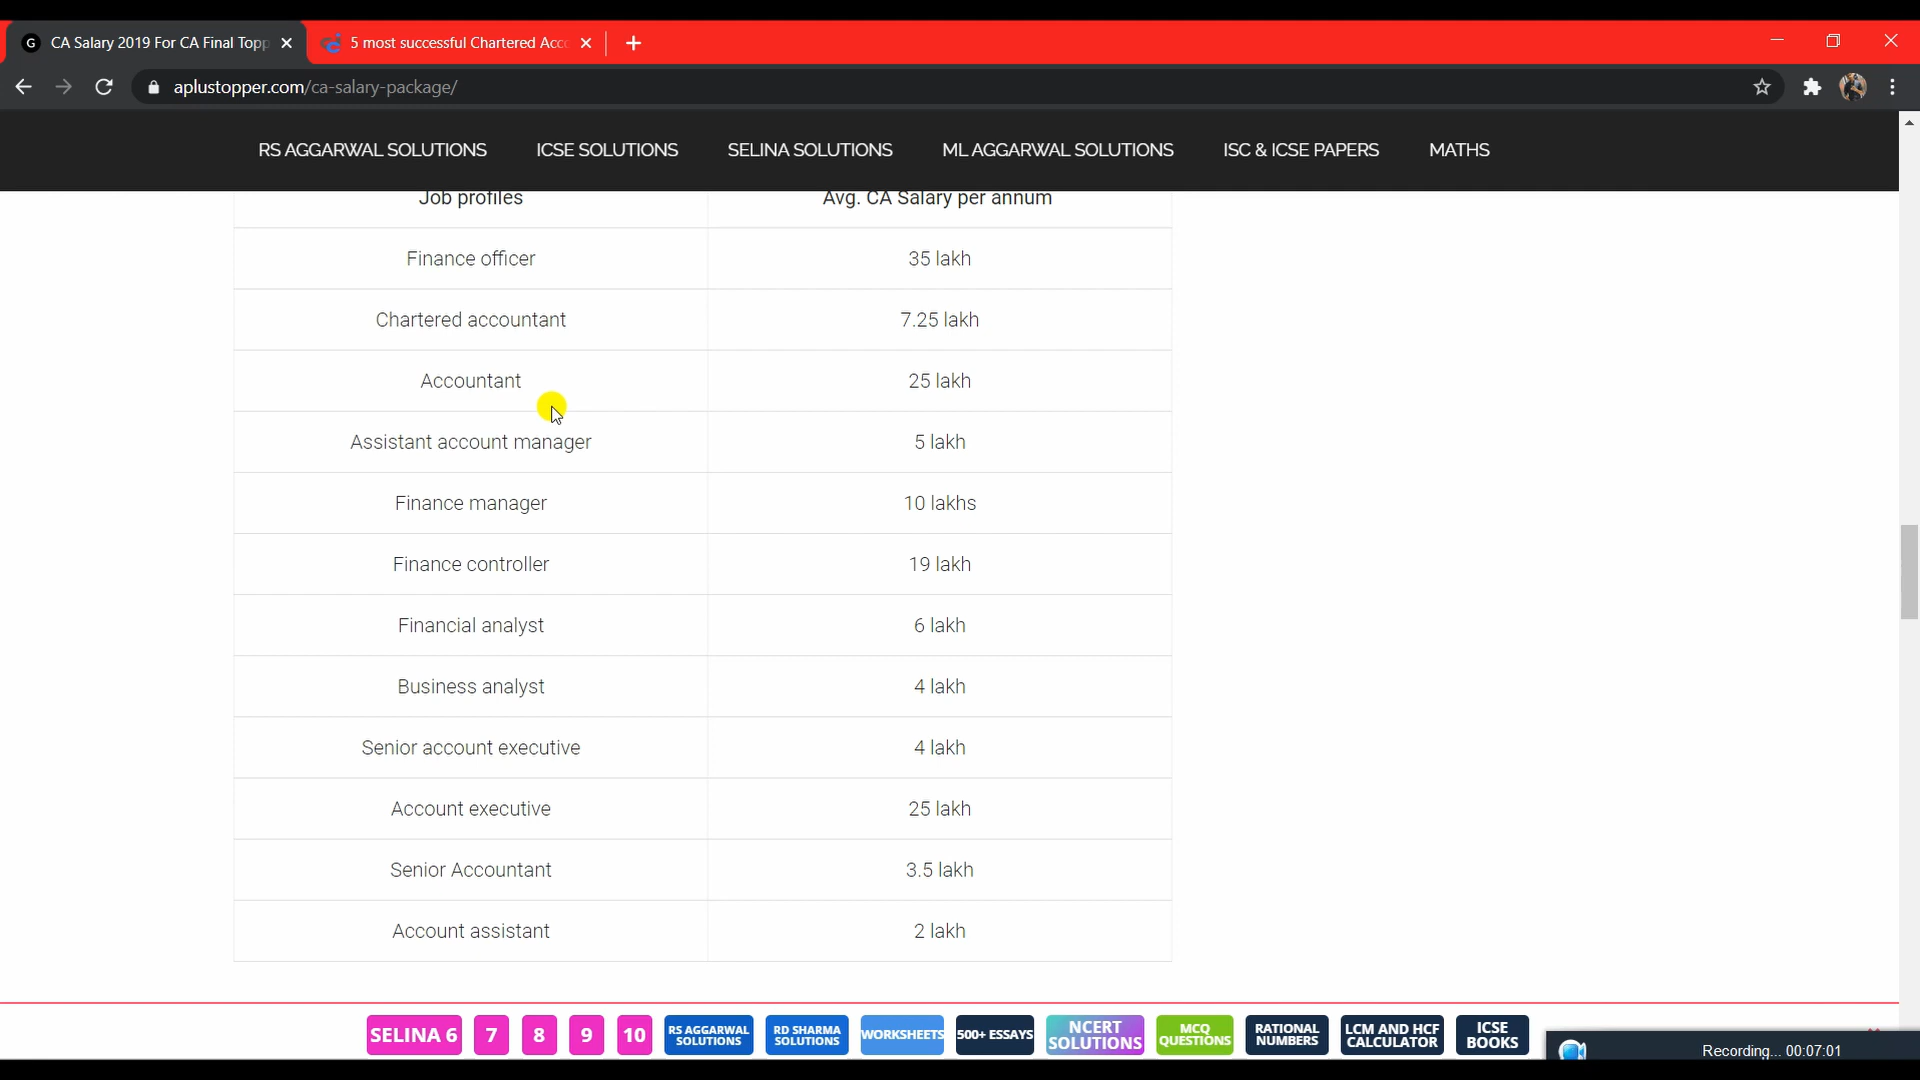 CA Salary 2019 For CA Final Topp
5 most successful Chartered Acc
aplustopper.com/ca-salary-package/
RS AGGARWAL SOLUTIONS ICSE SOLUTIONS SELINA SOLUTIONS ML AGGARWAL SOLUTIONS ISC & ICSE PAPERS MATHS
Job profiles Avg. CA Salary per annum
Finance officer 35 lakh
Chartered accountant 7.25 lakh
Accountant 25 lakh
Assistant account manager 5 lakh
Finance manager 10 lakhs
Finance controller 19 lakh
Financial analyst 6 lakh
Business analyst 4 lakh
Senior account executive 4 lakh
Account executive 25 lakh
Senior Accountant 3.5 lakh
Account assistant 2 lakh
SELINA 6 7 8 9 10
RS AGGARWAL
SOLUTIONS
RD SHARMA
SOLUTIONS
WORKSHEETS
500+ ESSAYS
NCERT
SOLUTIONS
MCQ
QUESTIONS
RATIONAL
NUMBERS
LCM AND HCF
CALCULATOR
ICSE
BOOKS
Recording... 00:07:01